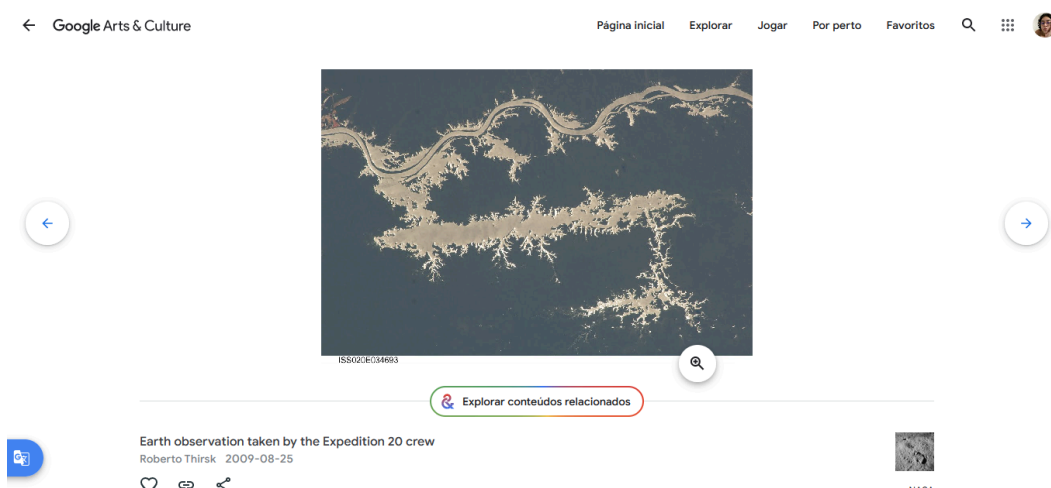 Google Arts & Culture
Página inicial Explorar Jogar Por perto Favoritos
ISS020E034693
Explorar conteúdos relacionados
Earth observation taken by the Expedition 20 crew
Roberto Thirsk 2009-08-25
NASA